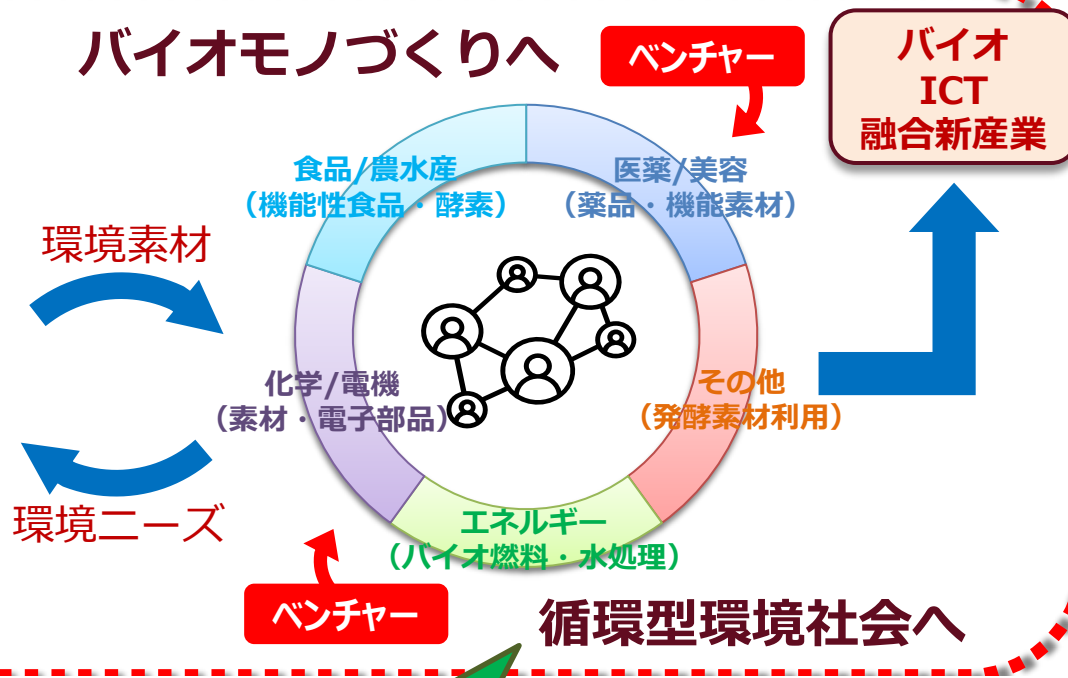 バイオモノづくりへ
ベンチャー
バイオ
ICT
融合新産業
食品/農水産
（機能性食品・酵素）
医薬/美容
（薬品・機能素材）
環境素材
化学/電機
（素材・電子部品）
その他
（発酵素材利用）
環境ニーズ
エネルギー
（バイオ燃料・水処理）
ベンチャー
循環型環境社会へ